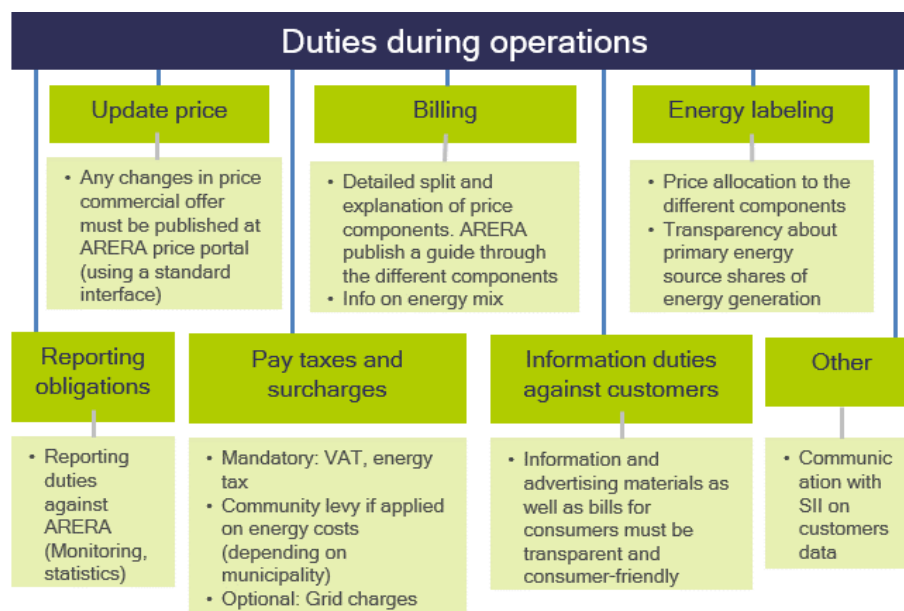 Duties during operations
Update price
• Any changes in price
commercial offer
must be published at
ARERA price portal
(using a standard
interface)
Billing
• Detailed split and
explanation of price
components. ARERA
publish a guide through
the different components
• Info on energy mix
Energy labeling
• Price allocation to the
different components
• Transparency about
primary energy
source shares of
energy generation
Reporting
obligations
• Reporting
duties
against
ARERA
(Monitoring,
statistics)
Pay taxes and
surcharges
• Mandatory: VAT, energy
tax
• Community levy if applied
on energy costs
(depending on
municipality)
• Optional: Grid charges
Information duties
against customers
• Information and
advertising materials as
well as bills for
consumers must be
transparent and
consumer-friendly
Other
• Communic
ation with
SII on
customers
data